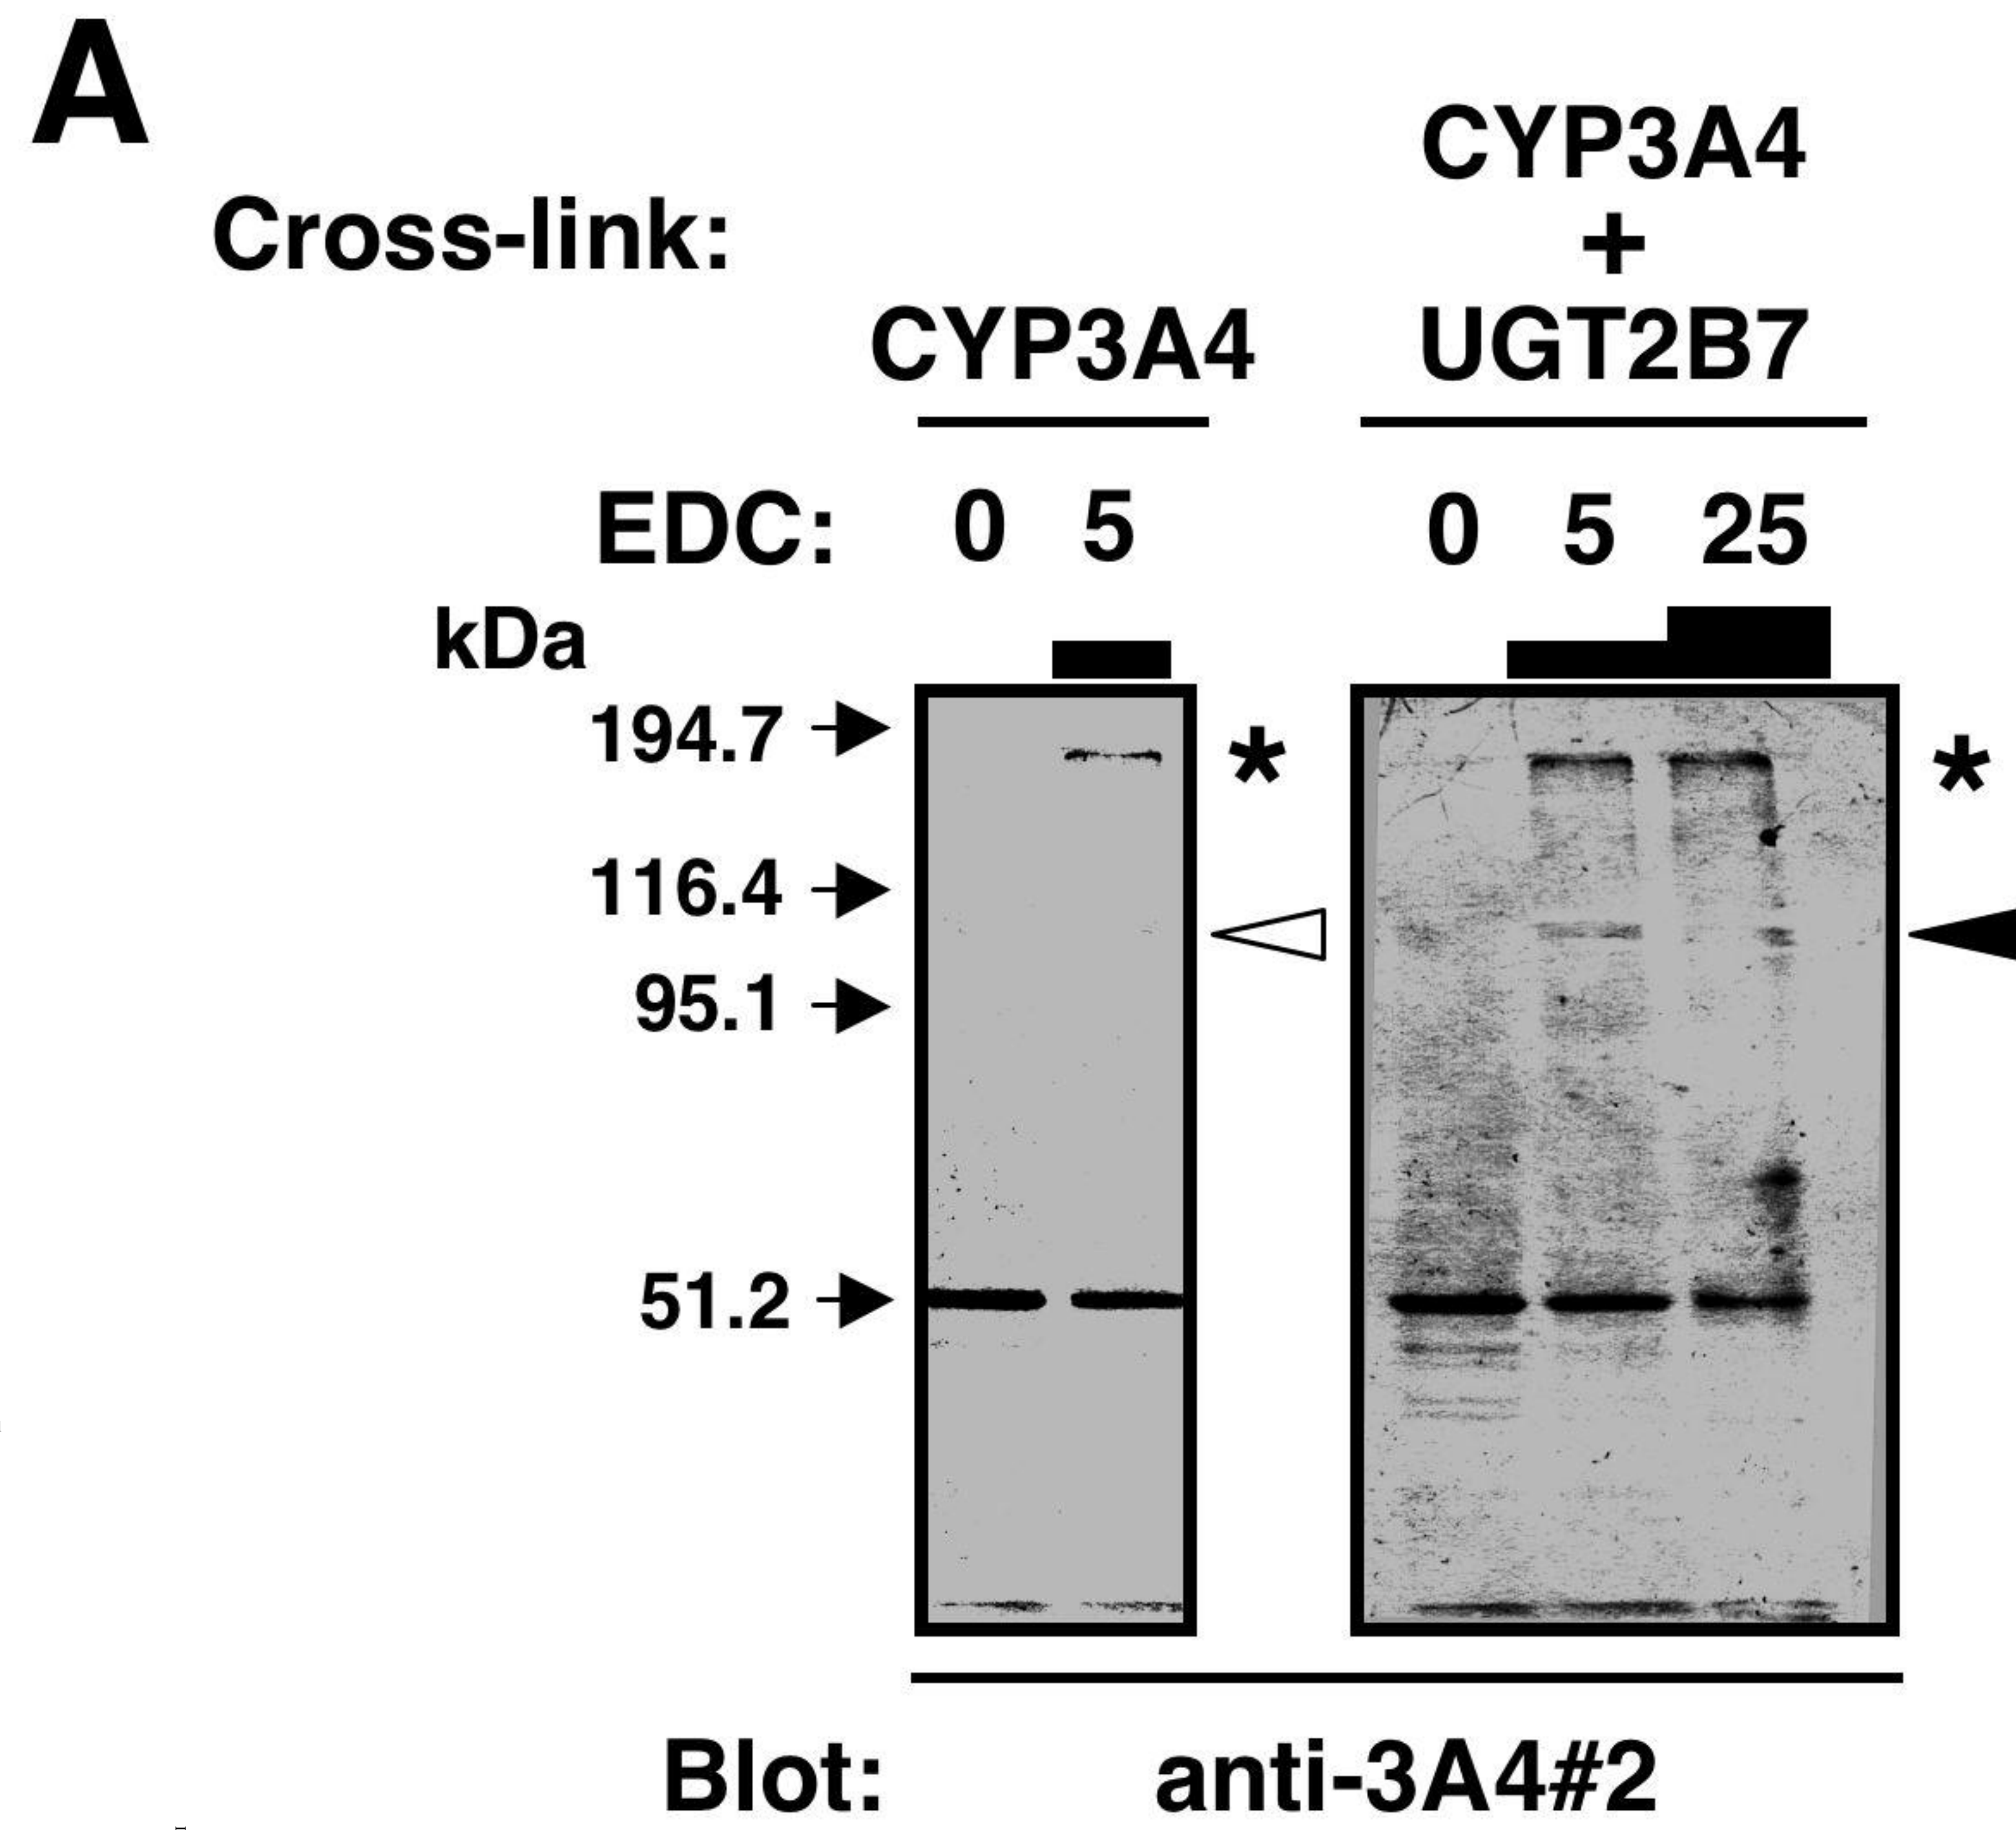 A
CYP3A4
+
UGT2B7
Cross-link:
CYP3A4
EDC: 0 5 0 5 25
kDa
194.7
*
*
116.4
95.1
51.2
Blot: anti-3A4#2